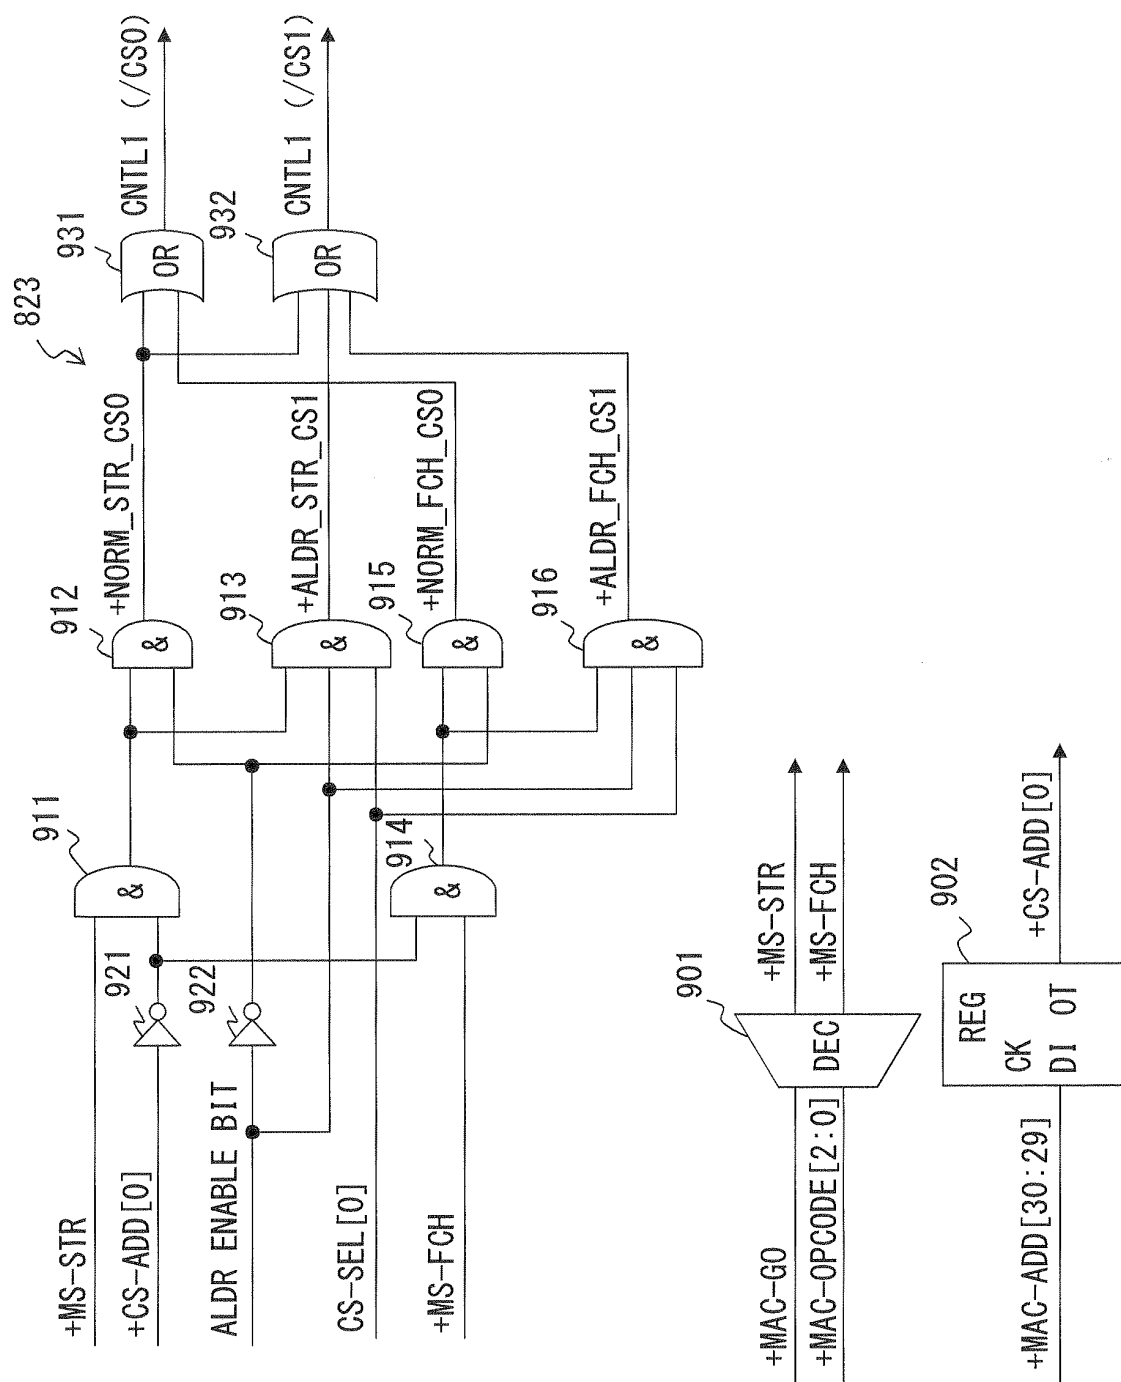 823
+MS-STR
+CS-ADD[0]
ALDR ENABLE BIT
CS-SEL[0]
+MS-FCH
921
922
911
&
914
&
912
&
+NORM_STR_CS0
913
&
+ALDR_STR_CS1
915
&
+NORM_FCH_CS0
916
&
+ALDR_FCH_CS1
931
OR
CNTL1 (/CS0)
932
OR
CNTL1 (/CS1)
+MAC-GO
+MAC-OPCODE[2:0]
901
DEC
+MS-STR
+MS-FCH
+MAC-ADD[30:29]
902
REG
CK
DI OT
+CS-ADD[0]